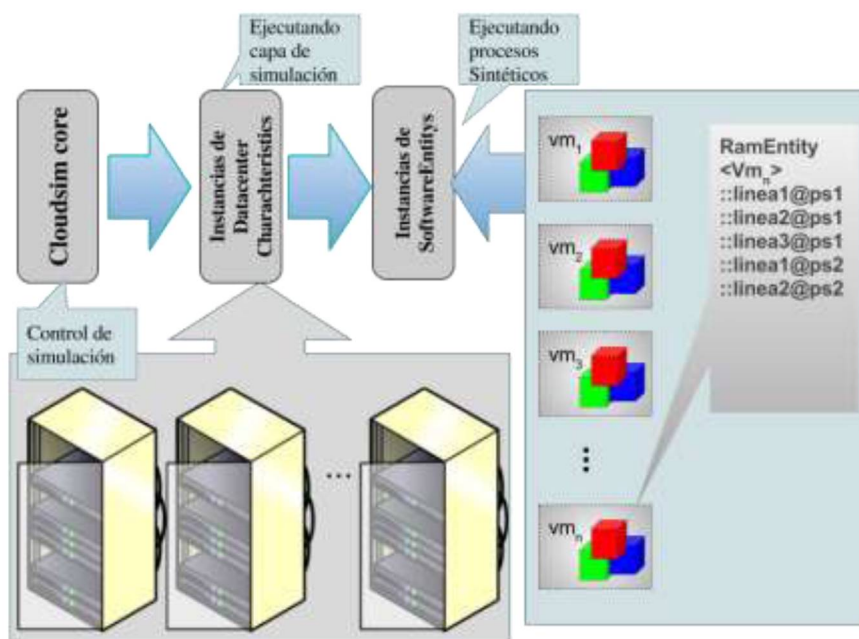 Ejecutando
capa de
simulación
Ejecutando
procesos
Sintéticos
Cloudsim core
Instancias de
Datacenter
Charachteristics
Instancias de
SoftwareEntitys
Control de
simulación
...
vm1
vm2
vm3
...
vmn
RamEntity
<Vmn>
::linea1@ps1
::linea2@ps1
::linea3@ps1
::linea1@ps2
::linea2@ps2